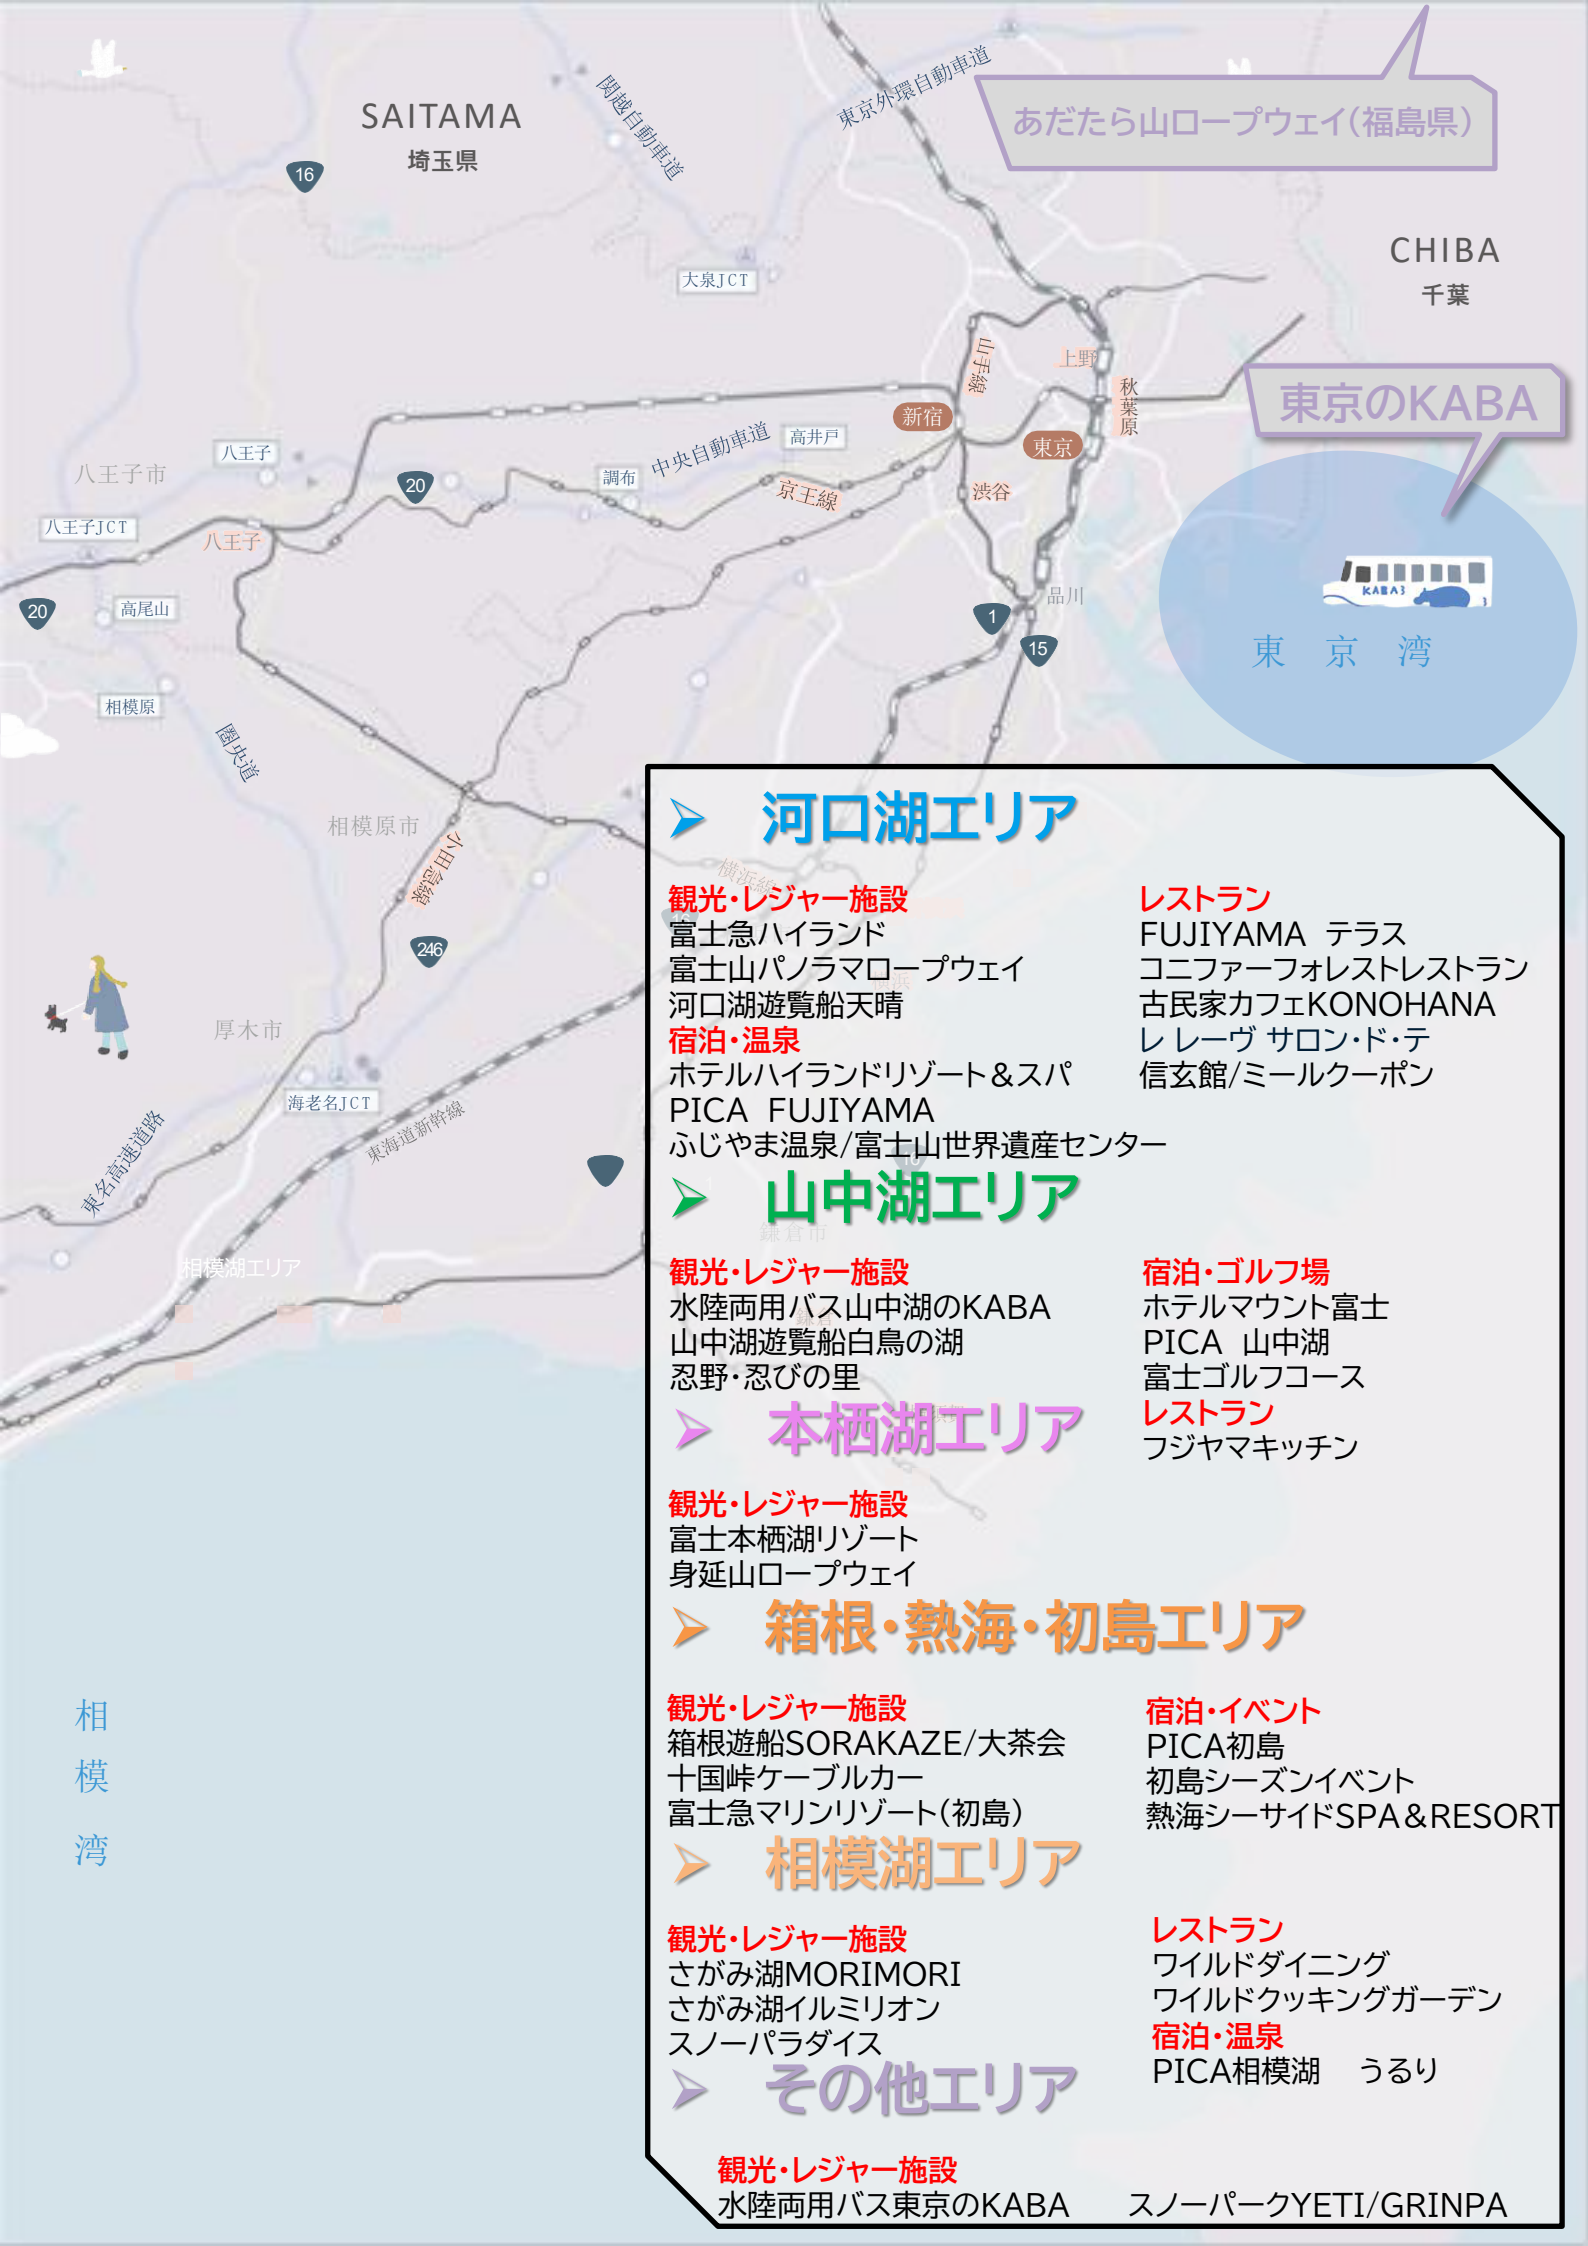 SAITAMA
埼玉県
16
関越自動車道
東京外環自動車道
あだたら山ロープウェイ(福島県)
CHIBA
千葉
大泉JCT
山手線
上野
秋葉原
東京のKABA
新宿
東京
高井戸
中央自動車道
八王子
八王子市
20
調布
京王線
渋谷
八王子JCT
八王子
KABA3
3
高尾山
20
品川
1
15
東 京 湾
相模原
圏央道
相模原市
小田急線
横浜線
16
横浜
246
厚木市
海老名JCT
東海道新幹線
東名高速道路
16
1
鎌倉市
相模湖エリア
鎌倉
相
模
湾
➢ 河口湖エリア
観光・レジャー施設
富士急ハイランド
富士山パノラマロープウェイ
河口湖遊覧船天晴
宿泊・温泉
ホテルハイランドリゾート&スパ
PICA FUJIYAMA
ふじやま温泉/富士山世界遺産センター
レストラン
FUJIYAMA テラス
コニファーフォレストレストラン
古民家カフェKONOHANA
レ レーヴ サロン・ド・テ
信玄館/ミールクーポン
➢ 山中湖エリア
観光・レジャー施設
水陸両用バス山中湖のKABA
山中湖遊覧船白鳥の湖
忍野・忍びの里
宿泊・ゴルフ場
ホテルマウント富士
PICA 山中湖
富士ゴルフコース
レストラン
フジヤマキッチン
➢ 本栖湖エリア
観光・レジャー施設
富士本栖湖リゾート
身延山ロープウェイ
➢ 箱根・熱海・初島エリア
観光・レジャー施設
箱根遊船SORAKAZE/大茶会
十国峠ケーブルカー
富士急マリンリゾート(初島)
宿泊・イベント
PICA初島
初島シーズンイベント
熱海シーサイドSPA&RESORT
➢ 相模湖エリア
観光・レジャー施設
さがみ湖MORIMORI
さがみ湖イルミリオン
スノーパラダイス
レストラン
ワイルドダイニング
ワイルドクッキングガーデン
宿泊・温泉
PICA相模湖 うるり
➢ その他エリア
観光・レジャー施設
水陸両用バス東京のKABA スノーパークYETI/GRINPA